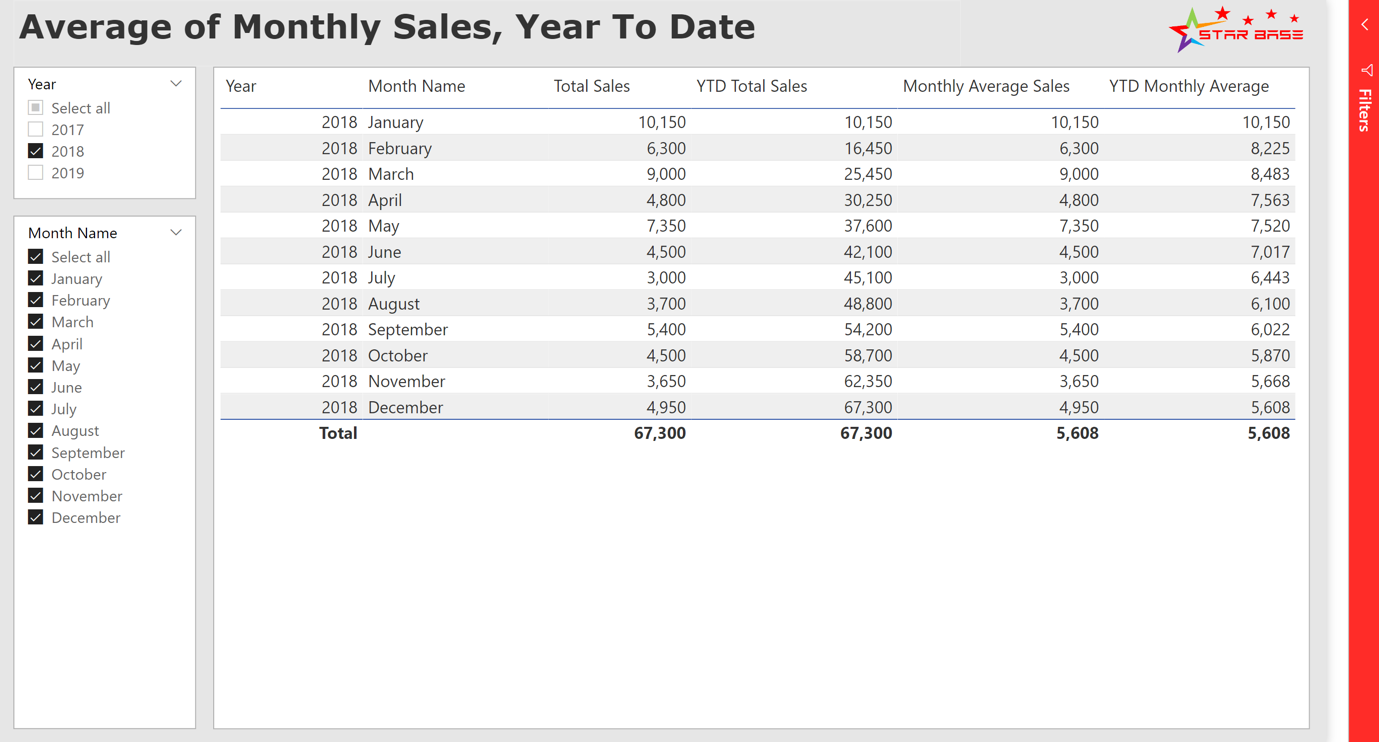 Average of Monthly Sales, Year To Date
STAR BASE
Year
Select all
2017
2018
2019
Month Name
Select all
January
February
March
April
May
June
July
August
September
October
November
December
Year Month Name Total Sales YTD Total Sales Monthly Average Sales YTD Monthly Average
2018 January 10,150 10,150 10,150 10,150
2018 February 6,300 16,450 6,300 8,225
2018 March 9,000 25,450 9,000 8,483
2018 April 4,800 30,250 4,800 7,563
2018 May 7,350 37,600 7,350 7,520
2018 June 4,500 42,100 4,500 7,017
2018 July 3,000 45,100 3,000 6,443
2018 August 3,700 48,800 3,700 6,100
2018 September 5,400 54,200 5,400 6,022
2018 October 4,500 58,700 4,500 5,870
2018 November 3,650 62,350 3,650 5,668
2018 December 4,950 67,300 4,950 5,608
Total 67,300 67,300 5,608 5,608
Filters